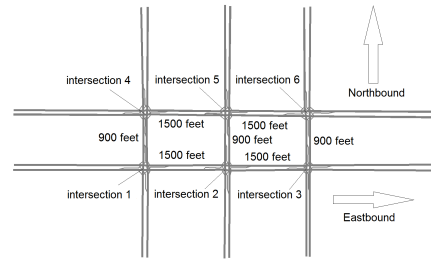 intersection 4
intersection 5
intersection 6
Northbound
1500 feet
1500 feet
900 feet
900 feet
900 feet
1500 feet
1500 feet
intersection 1
intersection 2
intersection 3
Eastbound